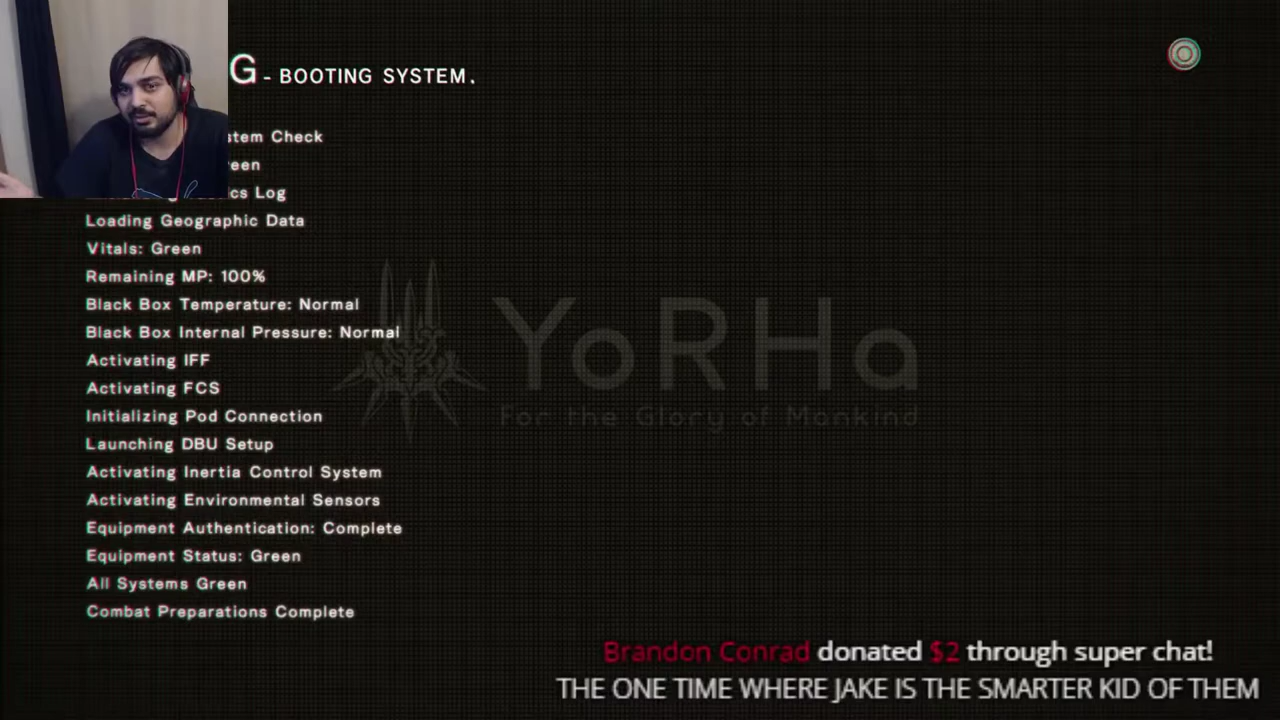 G - BOOTING SYSTEM.
stem Check
reen
ics Log
Loading Geographic Data
Vitals: Green
Remaining MP: 100%
Black Box Temperature: Normal
Black Box Internal Pressure: Normal
Activating IFF
Activating FCS
Initializing Pod Connection
Launching DBU Setup
Activating Inertia Control System
Activating Environmental Sensors
Equipment Authentication: Complete
Equipment Status: Green
All Systems Green
Combat Preparations Complete
YoRHa
For the Glory of Mankind
Brandon Conrad donated $2 through super chat!
THE ONE TIME WHERE JAKE IS THE SMARTER KID OF THEM